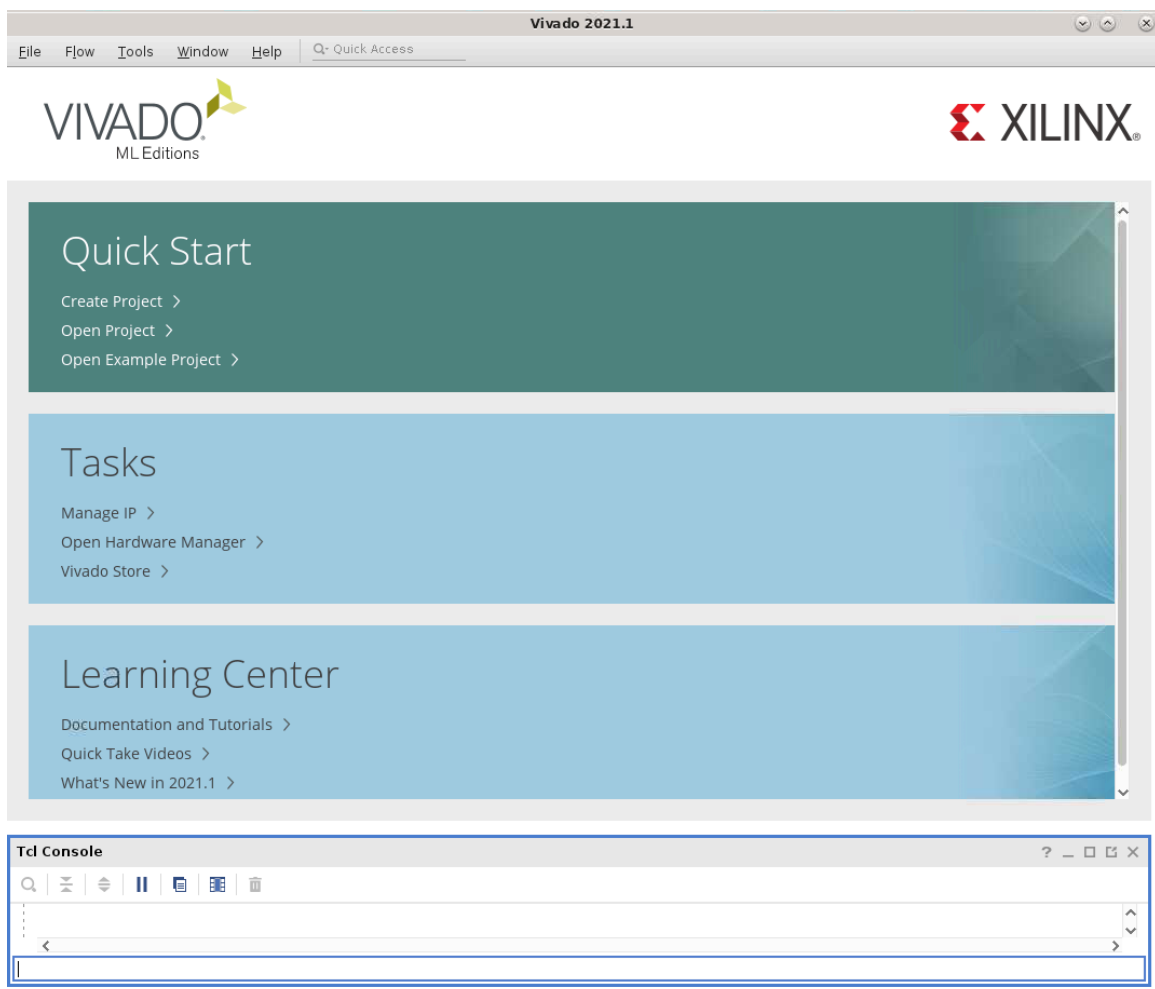 Vivado 2021.1
File Flow Tools Window Help Quick Access
VIVADO.
ML Editions
XILINX®
Quick Start
Create Project
Open Project
Open Example Project
Tasks
Manage IP
Open Hardware Manager
Vivado Store
Learning Center
Documentation and Tutorials
Quick Take Videos
What's New in 2021.1
Tcl Console